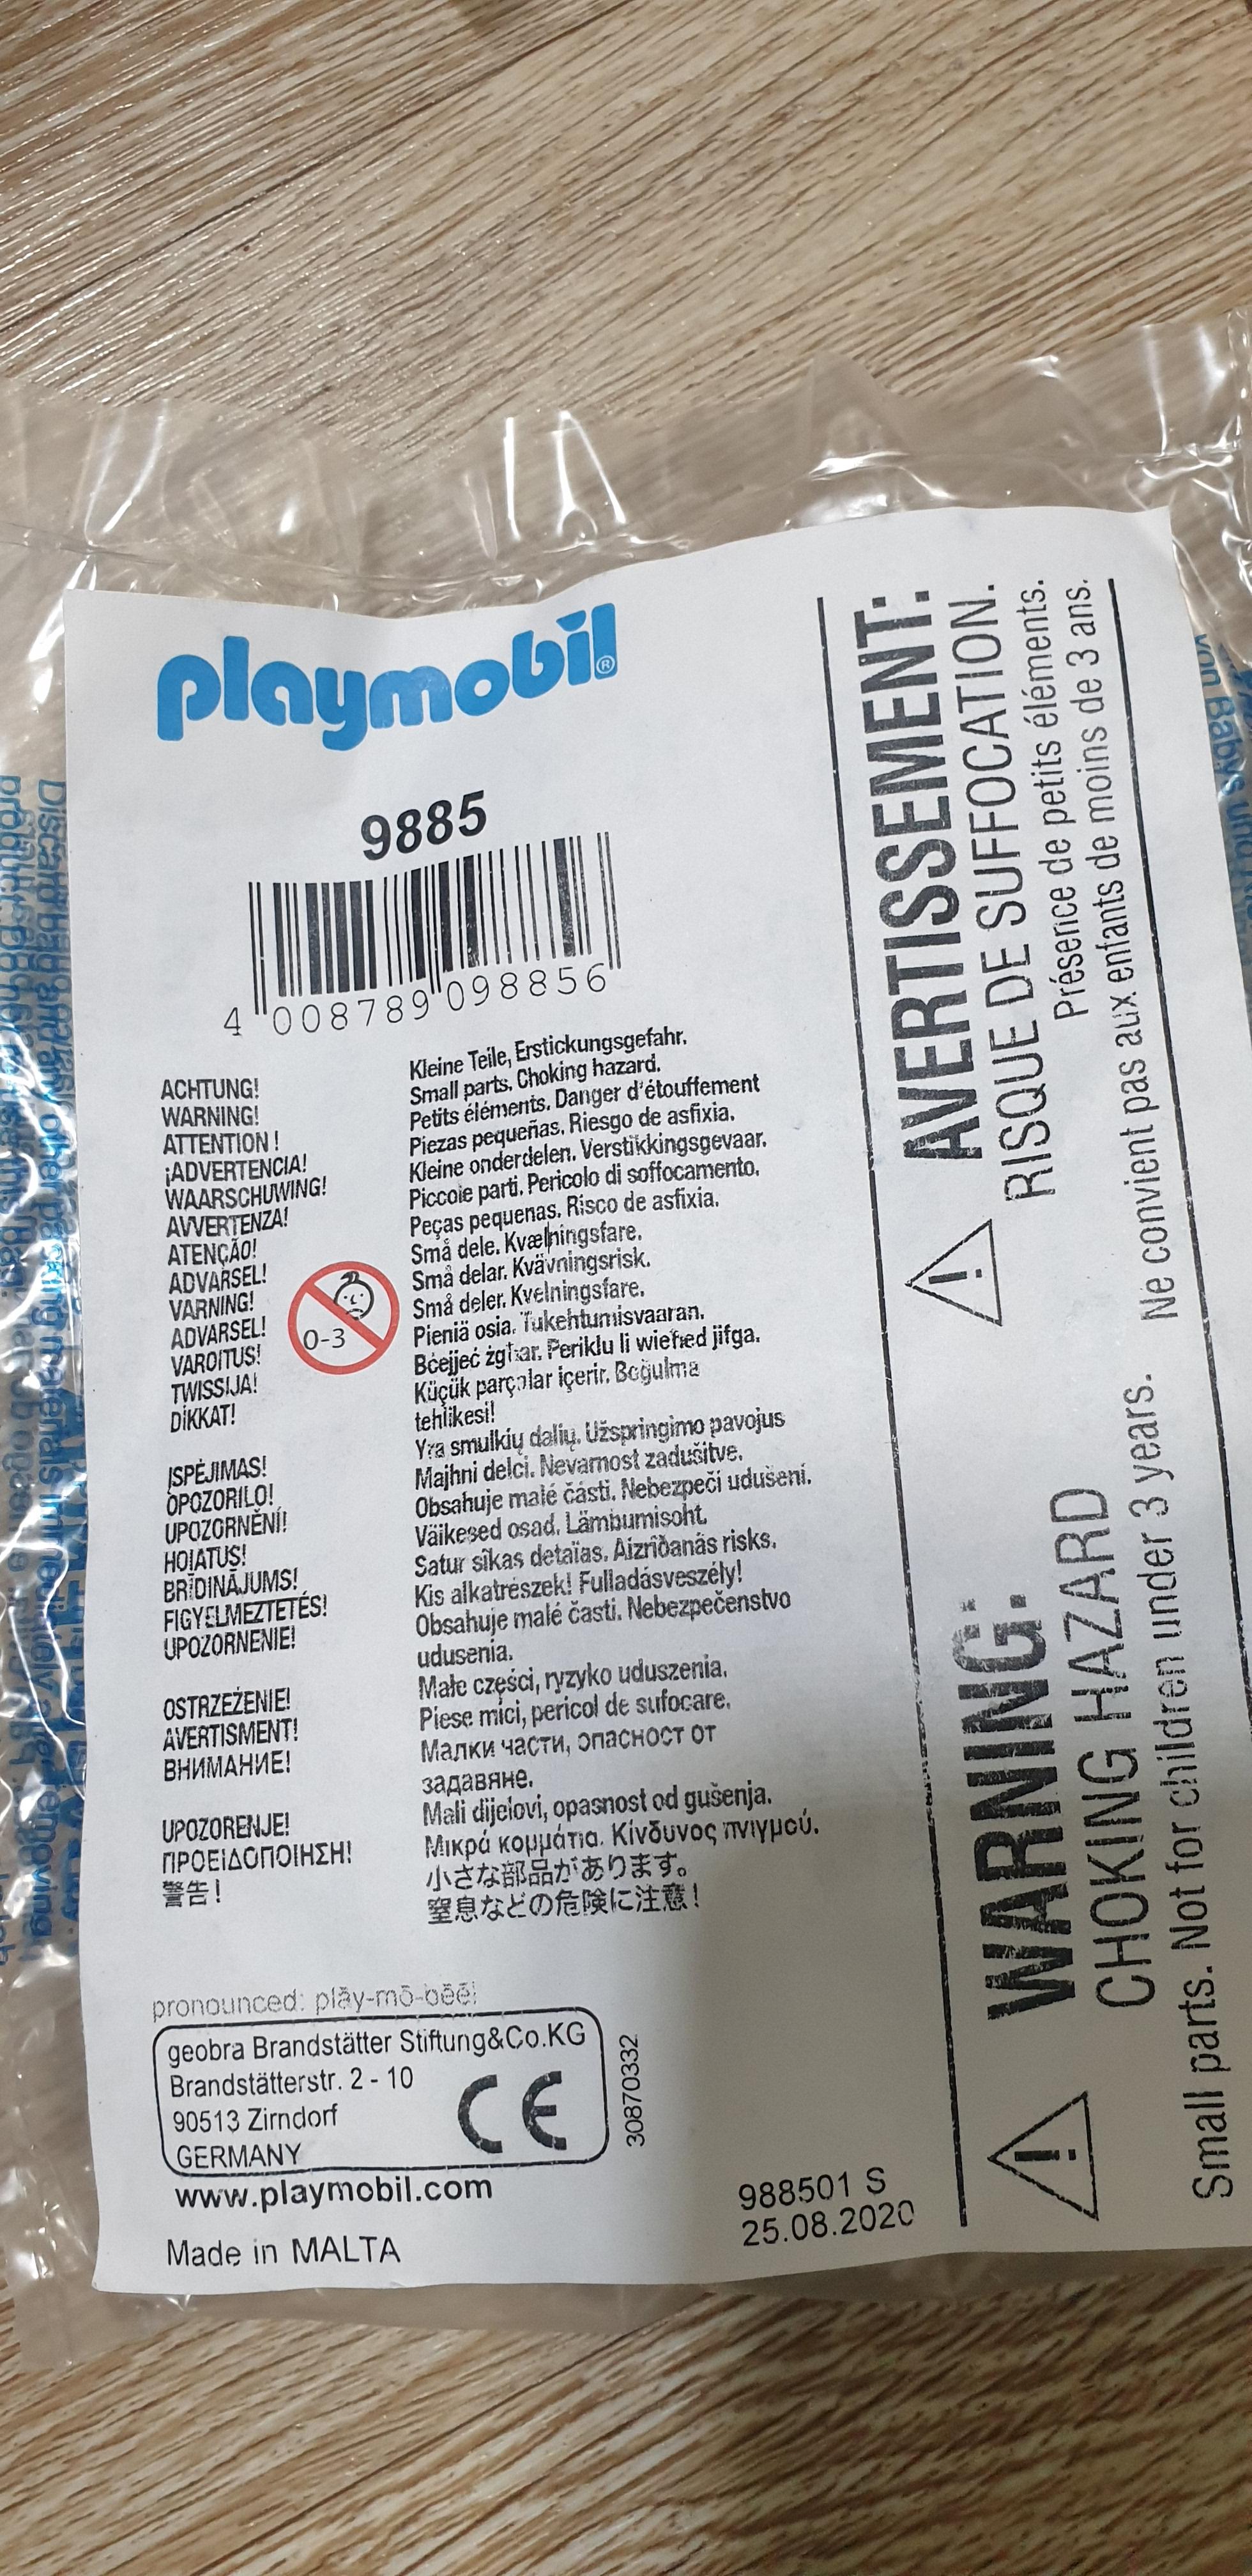 playmobil®
9885
4 008789 098856
ACHTUNG! Kleine Teile, Erstickungsgefahr.
WARNING! Small parts. Choking hazard.
ATTENTION ! Petits éléments. Danger d'étouffement
¡ADVERTENCIA! Piezas pequeñas. Riesgo de asfixia.
WAARSCHUWING! Kleine onderdelen. Verstikkingsgevaar.
AVVERTENZA! Piccole parti. Pericolo di soffocamento.
ATENÇÃO! Peças pequenas. Risco de asfixia.
ADVARSEL! Små dele. Kvælningsfare.
VARNING! Små delar. Kvävningsrisk.
ADVARSEL! Små deler. Kvelningsfare.
VAROITUS! Pieniä osia. Tukehtumisvaaran.
TWISSIJA! Bċejjeċ żgħar. Periklu li wieħed jifga.
DİKKAT! Küçük parçalar içerir. Boğulma
tehlikesi!
ĮSPĖJIMAS! Yra smulkių dalių. Užspringimo pavojus
OPOZORILO! Majhni delci. Nevarnost zadušitve.
UPOZORNĚNÍ! Obsahuje malé části. Nebezpečí udušení.
HOIATUS! Väikesed osad. Lämbumisoht.
BRĪDINĀJUMS! Satur sīkas detaļas. Aizrīšanās risks.
FIGYELMEZTETÉS! Kis alkatrészek! Fulladásveszély!
UPOZORNENIE! Obsahuje malé časti. Nebezpečenstvo
udusenia.
OSTRZEŻENIE! Małe części, ryzyko uduszenia.
AVERTISMENT! Piese mici, pericol de sufocare.
ВНИМАНИЕ! Малки части, опасност от
задавяне.
UPOZORENJE! Mali dijelovi, opasnost od gušenja.
ΠΡΟΕΙΔΟΠΟΙΗΣΗ! Μικρά κομμάτια. Κίνδυνος πνιγμού.
警告! 小さな部品があります。
窒息などの危険に注意!
0-3
pronounced: plāy-mō-bēēl
geobra Brandstätter Stiftung&Co.KG
Brandstätterstr. 2 - 10
90513 Zirndorf
GERMANY
CE
30870332
www.playmobil.com
Made in MALTA
988501 S
25.08.2020
AVERTISSEMENT:
RISQUE DE SUFFOCATION.
Présence de petits éléments.
Ne convient pas aux enfants de moins de 3 ans.
WARNING:
CHOKING HAZARD
Small parts. Not for children under 3 years.
von Babys und